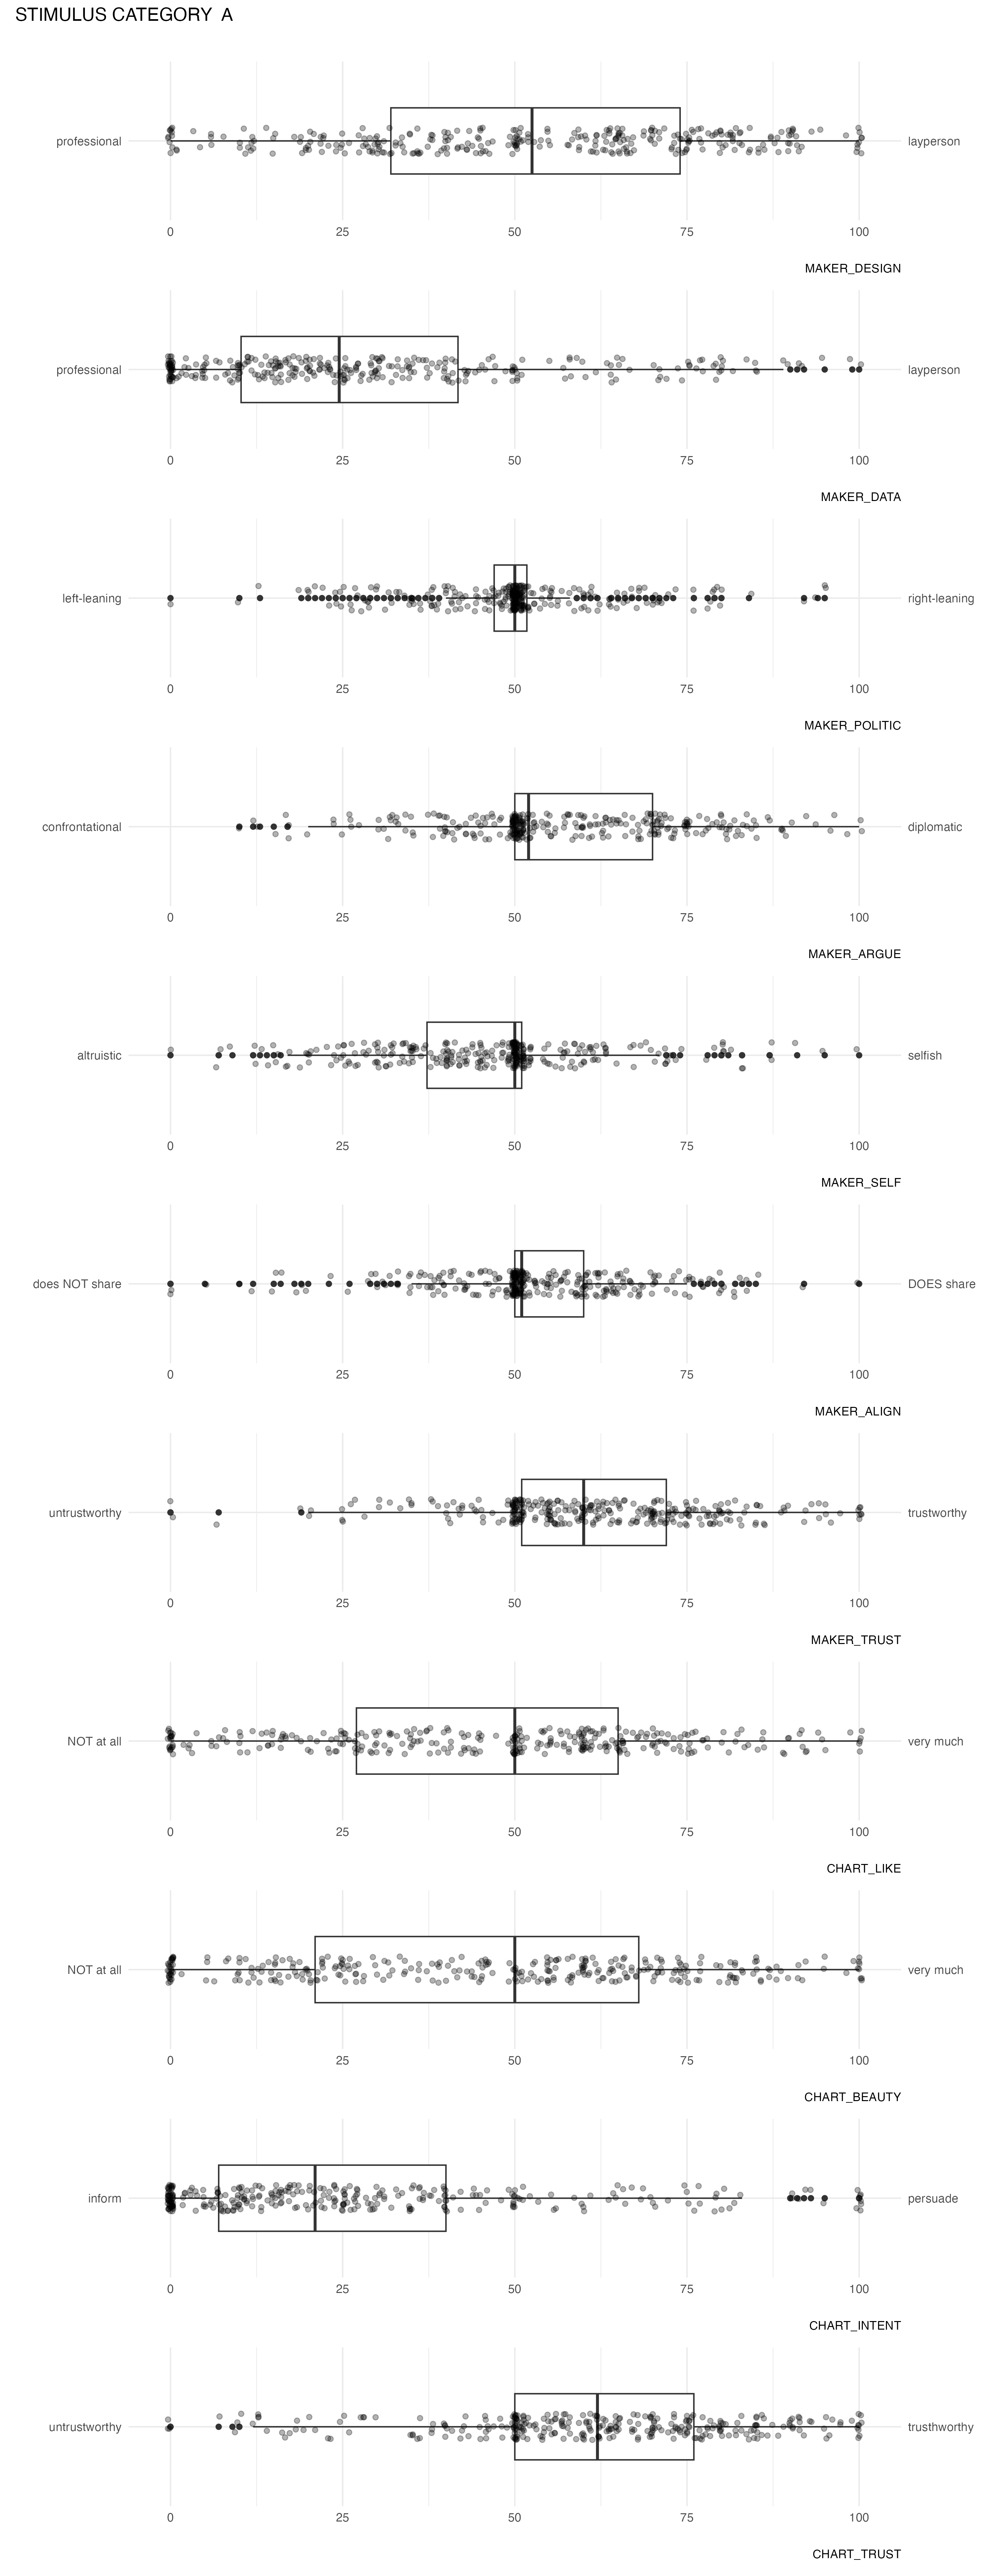 STIMULUS CATEGORY  A
professional layperson
0 25 50 75 100
MAKER_DESIGN
professional layperson
0 25 50 75 100
MAKER_DATA
left-leaning right-leaning
0 25 50 75 100
MAKER_POLITIC
confrontational diplomatic
0 25 50 75 100
MAKER_ARGUE
altruistic selfish
0 25 50 75 100
MAKER_SELF
does NOT share DOES share
0 25 50 75 100
MAKER_ALIGN
untrustworthy trustworthy
0 25 50 75 100
MAKER_TRUST
NOT at all very much
0 25 50 75 100
CHART_LIKE
NOT at all very much
0 25 50 75 100
CHART_BEAUTY
inform persuade
0 25 50 75 100
CHART_INTENT
untrustworthy trusthworthy
0 25 50 75 100
CHART_TRUST